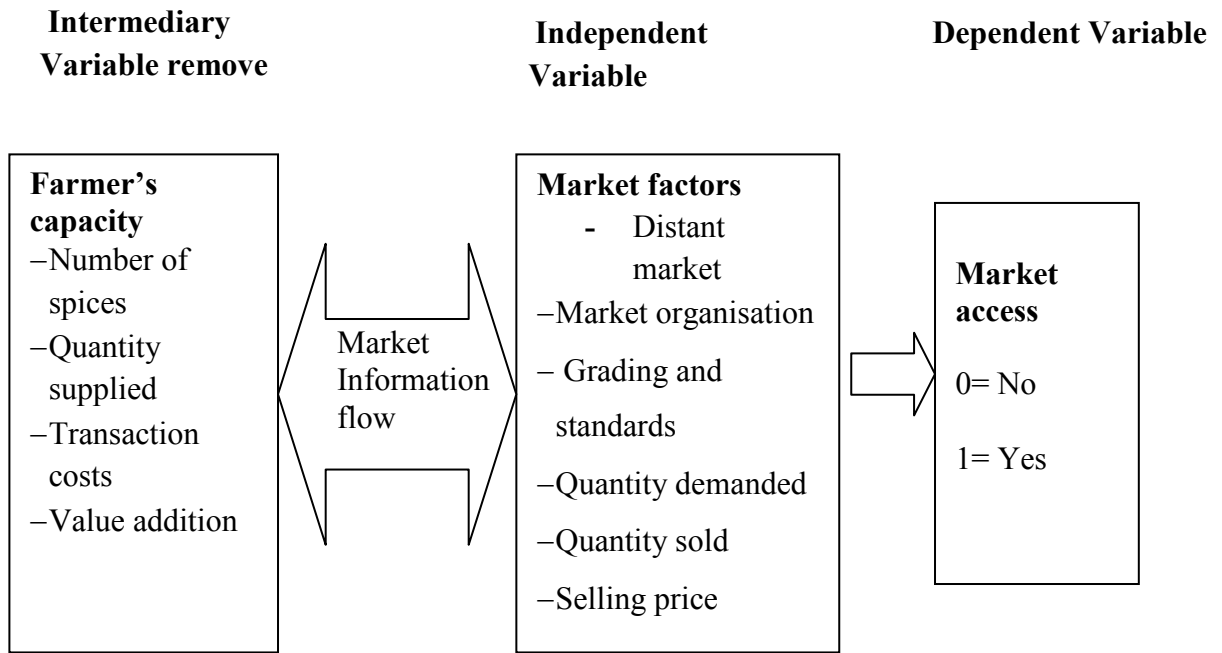 Intermediary
Variable remove
Independent
Variable
Dependent Variable
Farmer’s
capacity
−Number of
spices
−Quantity
supplied
−Transaction
costs
−Value addition
Market
Information
flow
Market factors
- Distant
market
−Market organisation
− Grading and
standards
−Quantity demanded
−Quantity sold
−Selling price
Market
access
0= No
1= Yes